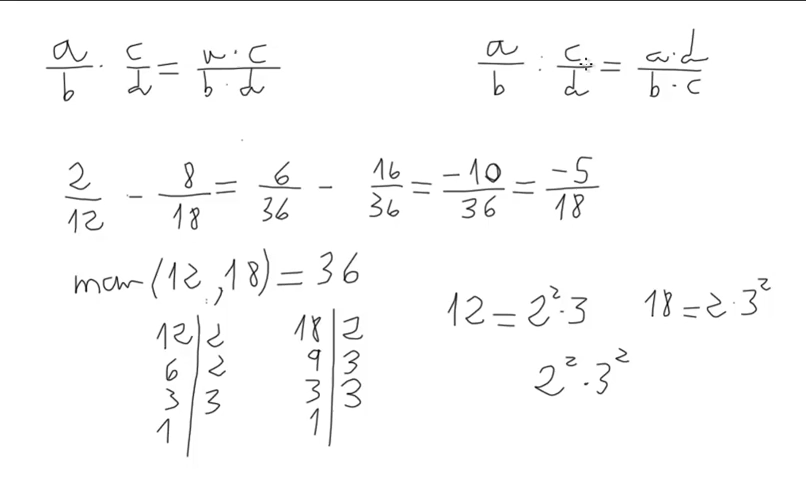 a/b · c/d = a · c / b · d
a/b : c/d = a · d / b · c
2/12 - 8/18 = 6/36 - 16/36 = -10/36 = -5/18
mcm(12,18)=36
12 = 2² · 3
18 = 2 · 3²
2² · 3²
12 | 2
6 | 2
3 | 3
1 |
18 | 2
9 | 3
3 | 3
1 |